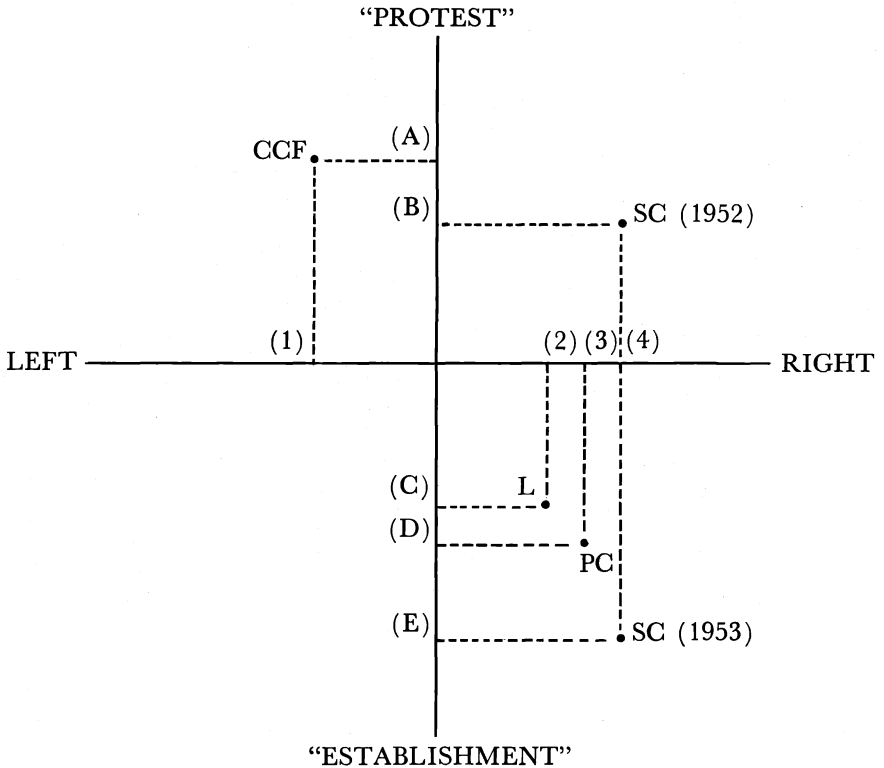 “PROTEST”
(A)
CCF
(B)
SC (1952)
(1)
(2) (3) (4)
LEFT
RIGHT
(C)
L
(D)
PC
(E)
SC (1953)
“ESTABLISHMENT”